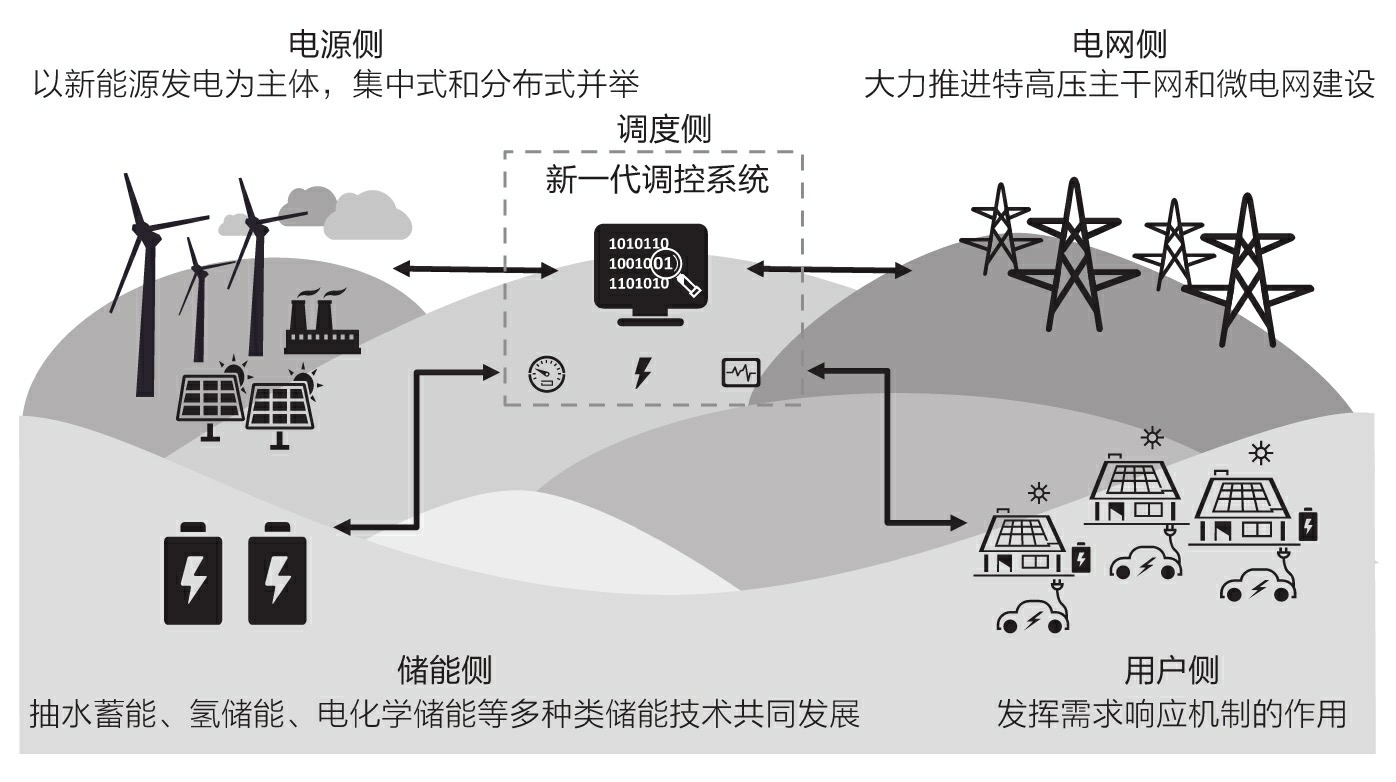 电源侧
以新能源发电为主体，集中式和分布式并举
电网侧
大力推进特高压主干网和微电网建设
调度侧
新一代调控系统
1010110
1001001
1101010
储能侧
抽水蓄能、氢储能、电化学储能等多种类储能技术共同发展
用户侧
发挥需求响应机制的作用